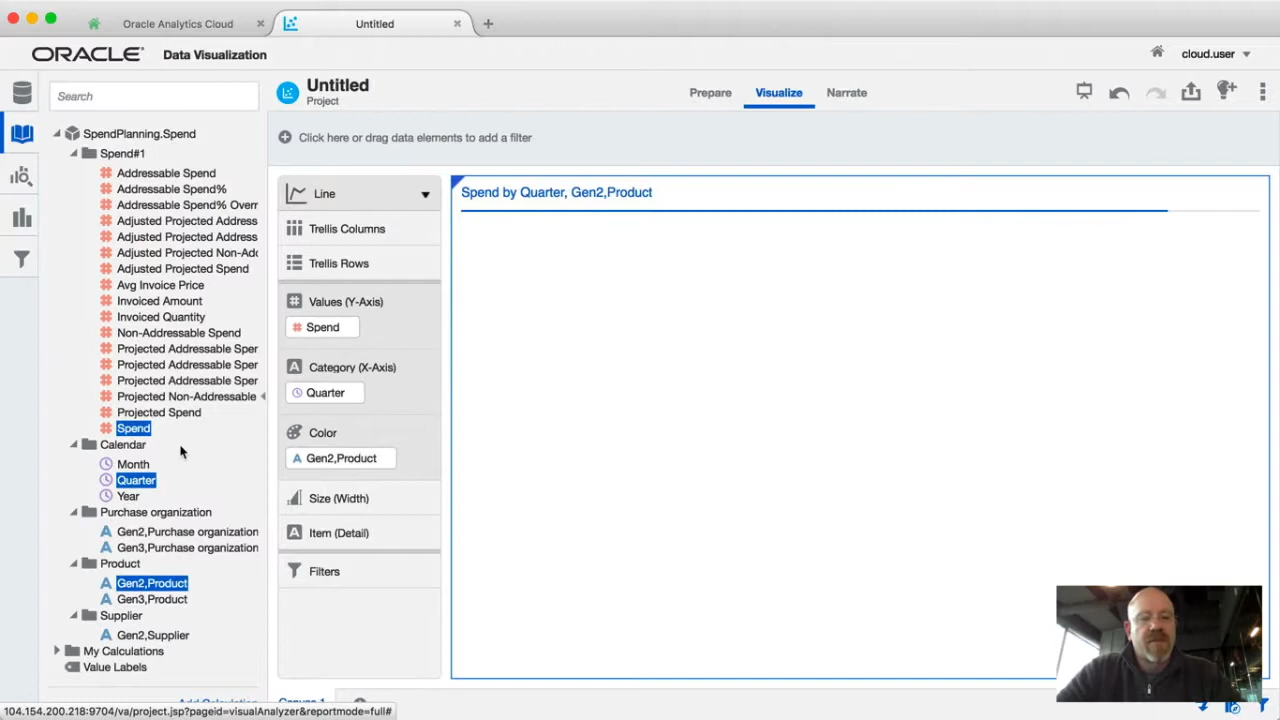 Oracle Analytics Cloud
Untitled
ORACLE
Data Visualization
cloud.user
Search
Untitled
Project
Prepare
Visualize
Narrate
Click here or drag data elements to add a filter
SpendPlanning.Spend
Spend#1
Addressable Spend
Addressable Spend%
Addressable Spend% Overr
Adjusted Projected Address
Adjusted Projected Address
Adjusted Projected Non-Add
Adjusted Projected Spend
Avg Invoice Price
Invoiced Amount
Invoiced Quantity
Non-Addressable Spend
Projected Addressable Sper
Projected Addressable Sper
Projected Addressable Sper
Projected Non-Addressable
Projected Spend
Spend
Calendar
Month
Quarter
Year
Purchase organization
Gen2,Purchase organization
Gen3,Purchase organization
Product
Gen2,Product
Gen3,Product
Supplier
Gen2,Supplier
My Calculations
Value Labels
Add Calculation
Line
Trellis Columns
Trellis Rows
Values (Y-Axis)
Spend
Category (X-Axis)
Quarter
Color
Gen2,Product
Size (Width)
Item (Detail)
Filters
Spend by Quarter, Gen2,Product
Canvas 1
104.154.200.218:9704/va/project.jsp?pageid=visualAnalyzer&reportmode=full#